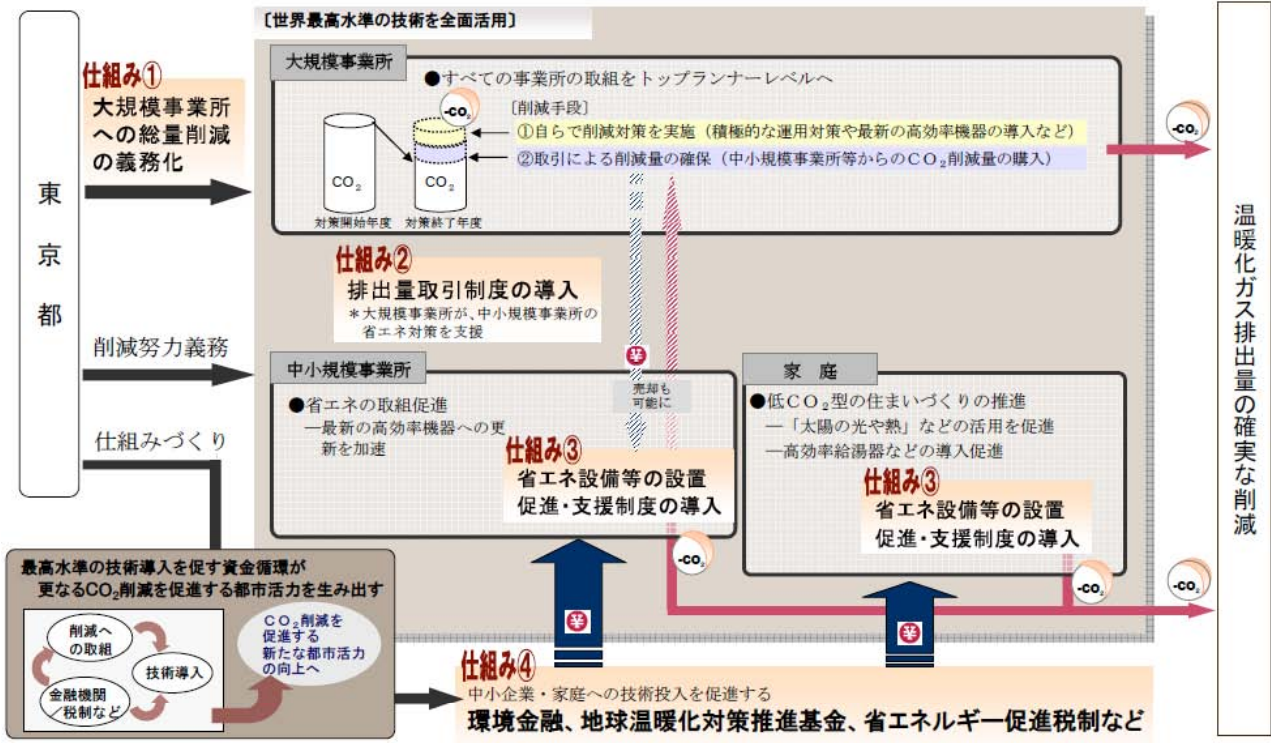 〔世界最高水準の技術を全面活用〕
東京都
仕組み①
大規模事業所
への総量削減
の義務化
大規模事業所
●すべての事業所の取組をトップランナーレベルへ
-CO₂
〔削減手段〕
①自らで削減対策を実施（積極的な運用対策や最新の高効率機器の導入など）
②取引による削減量の確保（中小規模事業所等からのCO₂削減量の購入）
CO₂
CO₂
対策開始年度
対策終了年度
-CO₂
仕組み②
排出量取引制度の導入
＊大規模事業所が、中小規模事業所の
省エネ対策を支援
削減努力義務
中小規模事業所
●省エネの取組促進
―最新の高効率機器への更
新を加速
¥
売却も
可能に
仕組み③
省エネ設備等の設置
促進・支援制度の導入
家庭
●低CO₂型の住まいづくりの推進
―「太陽の光や熱」などの活用を促進
―高効率給湯器などの導入促進
仕組み③
省エネ設備等の設置
促進・支援制度の導入
仕組みづくり
-CO₂
-CO₂
-CO₂
温暖化ガス排出量の確実な削減
最高水準の技術導入を促す資金循環が
更なるCO₂削減を促進する都市活力を生み出す
削減へ
の取組
技術導入
金融機関
／税制など
CO₂削減を
促進する
新たな都市活力
の向上へ
¥
¥
仕組み④
中小企業・家庭への技術投入を促進する
環境金融、地球温暖化対策推進基金、省エネルギー促進税制など